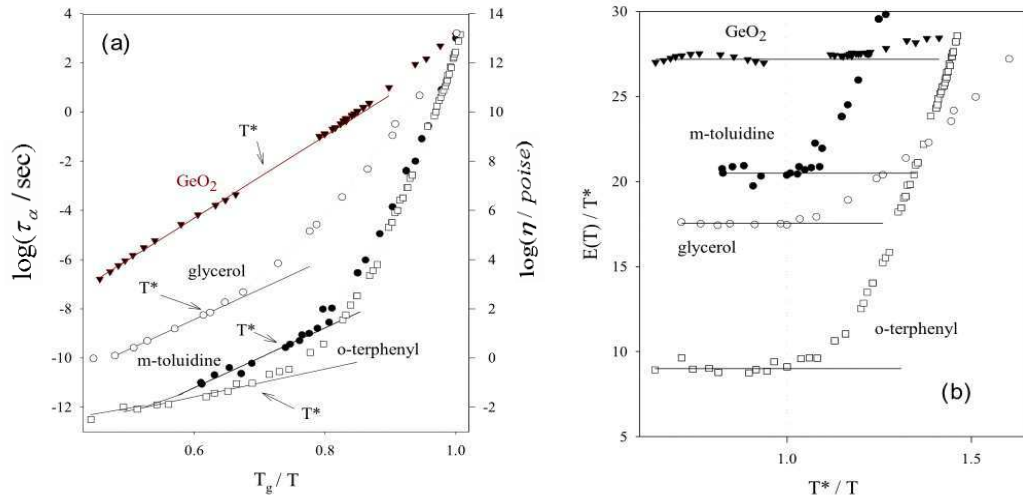 (a)
log(τα / sec)
4
2
0
-2
-4
-6
-8
-10
-12
14
12
10
8
6
4
2
0
-2
log(η / poise)
T*
GeO2
glycerol
T*
T*
m-toluidine
o-terphenyl
T*
0.6
0.8
1.0
Tg / T
(b)
E(T) / T*
30
25
20
15
10
5
GeO2
m-toluidine
glycerol
o-terphenyl
1.0
1.5
T* / T